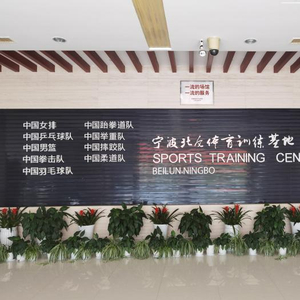 一流的场馆
一流的服务
中国女排
中国乒乓球队
中国男篮
中国拳击队
中国羽毛球队
中国跆拳道队
中国举重队
中国摔跤队
中国柔道队
宁波北仑体育训练基地
SPORTS TRAINING CEN
BEILUN.NINGBO